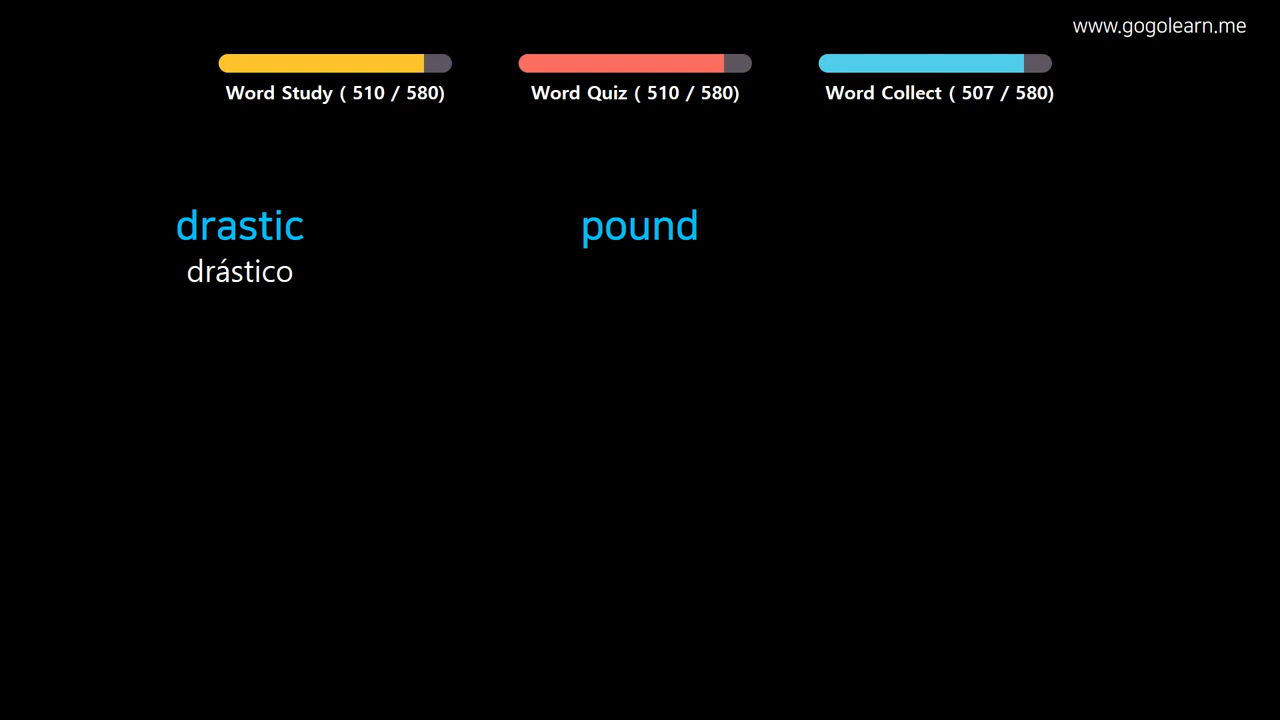 www.gogolearn.me
Word Study ( 510 / 580)
Word Quiz ( 510 / 580)
Word Collect ( 507 / 580)
drastic
drástico
pound